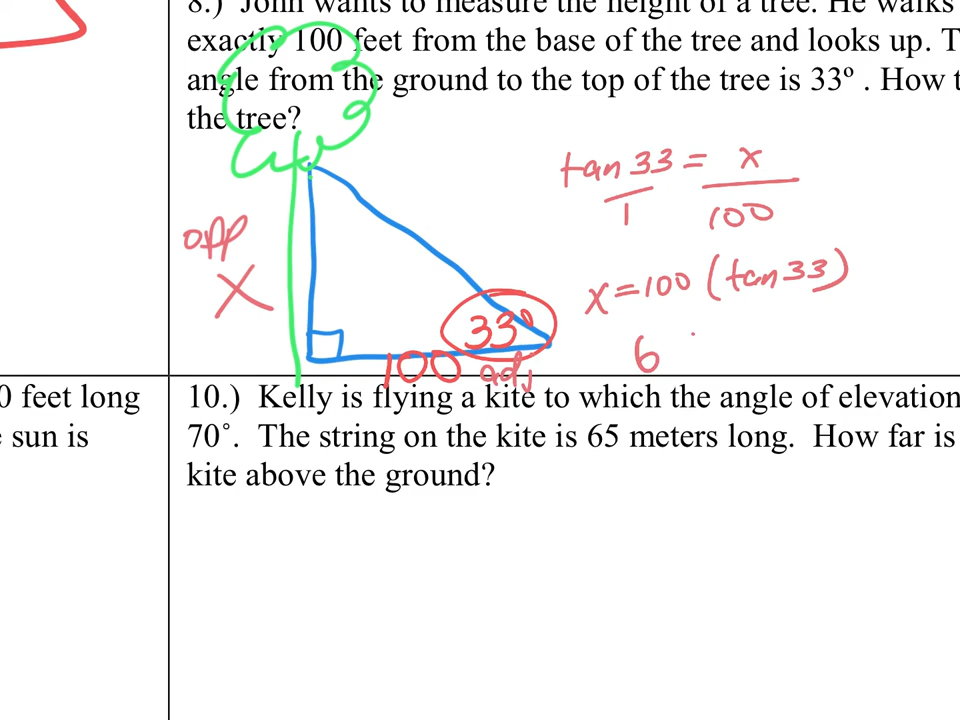 8.) John wants to measure the height of a tree. He walks
exactly 100 feet from the base of the tree and looks up. T
angle from the ground to the top of the tree is 33º . How t
the tree?
tan 33 = x
1 100
opp
X
x = 100 (tan 33)
33°
6
100 adj
0 feet long
e sun is
10.) Kelly is flying a kite to which the angle of elevation
70˚. The string on the kite is 65 meters long. How far is
kite above the ground?